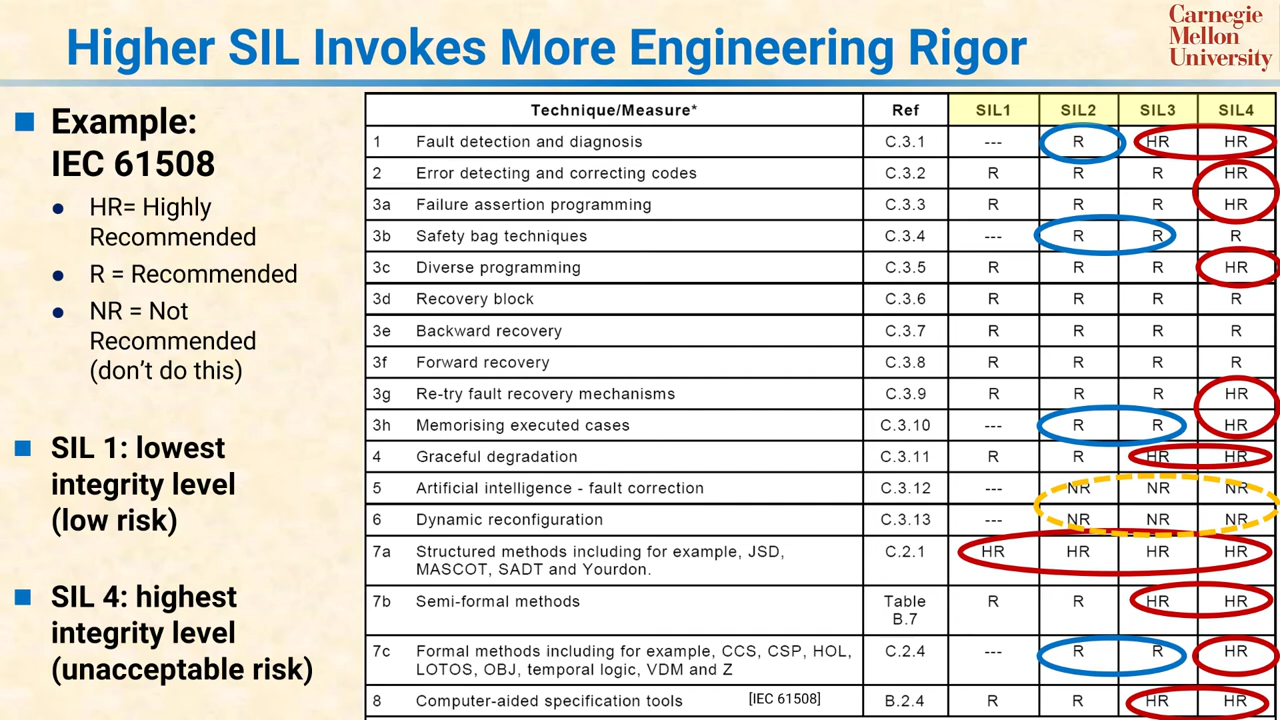 Higher SIL Invokes More Engineering Rigor
Carnegie
Mellon
University
Example:
IEC 61508
HR= Highly
Recommended
R = Recommended
NR = Not
Recommended
(don't do this)
SIL 1: lowest
integrity level
(low risk)
SIL 4: highest
integrity level
(unacceptable risk)
Technique/Measure* Ref SIL1 SIL2 SIL3 SIL4
1 Fault detection and diagnosis C.3.1 --- R HR HR
2 Error detecting and correcting codes C.3.2 R R R HR
3a Failure assertion programming C.3.3 R R R HR
3b Safety bag techniques C.3.4 --- R R R
3c Diverse programming C.3.5 R R R HR
3d Recovery block C.3.6 R R R R
3e Backward recovery C.3.7 R R R R
3f Forward recovery C.3.8 R R R R
3g Re-try fault recovery mechanisms C.3.9 R R R HR
3h Memorising executed cases C.3.10 --- R R HR
4 Graceful degradation C.3.11 R R HR HR
5 Artificial intelligence - fault correction C.3.12 --- NR NR NR
6 Dynamic reconfiguration C.3.13 --- NR NR NR
7a Structured methods including for example, JSD, C.2.1 HR HR HR HR
MASCOT, SADT and Yourdon.
7b Semi-formal methods Table R R HR HR
B.7
7c Formal methods including for example, CCS, CSP, HOL, C.2.4 --- R R HR
LOTOS, OBJ, temporal logic, VDM and Z
8 Computer-aided specification tools [IEC 61508] B.2.4 R R HR HR